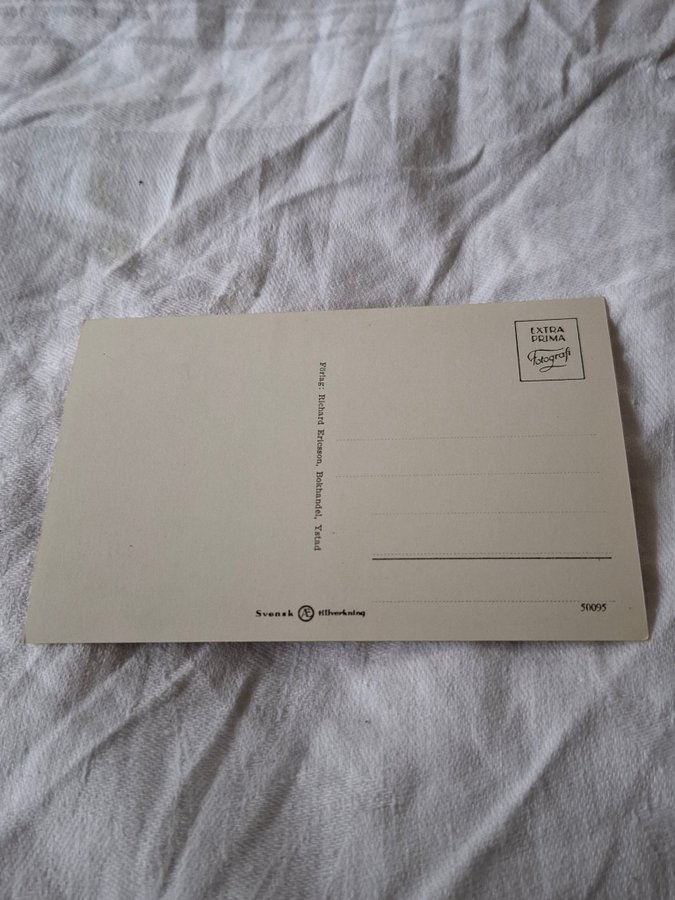 EXTRA
PRIMA
Fotografi
Förlag: Richard Ericsson, Bokhandel, Ystad
Svensk Æ tillverkning
50095